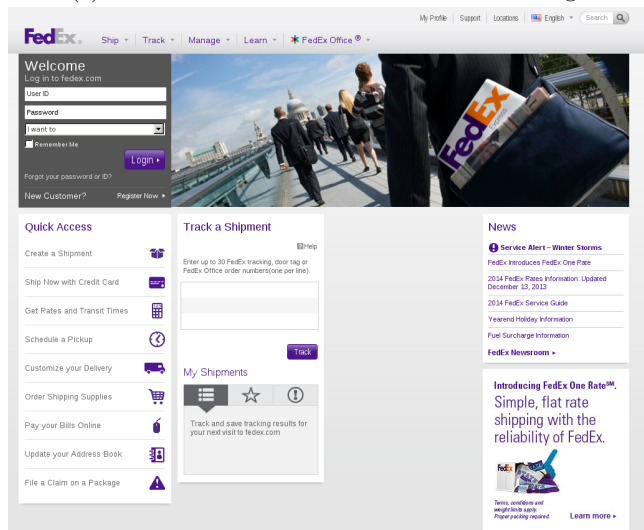 My Profile Support Locations English Search
FedEx. Ship Track Manage Learn FedEx Office ®
Welcome
Log in to fedex.com
User ID
Password
I want to
Remember Me
Login
Forgot your password or ID?
New Customer? Register Now
FedEx
Express
Quick Access
Create a Shipment
Ship Now with Credit Card
Get Rates and Transit Times
Schedule a Pickup
Customize your Delivery
Order Shipping Supplies
Pay your Bills Online
Update your Address Book
File a Claim on a Package
Track a Shipment
Help
Enter up to 30 FedEx tracking, door tag or
FedEx Office order numbers(one per line).
Track
My Shipments
Track and save tracking results for
your next visit to fedex.com
News
Service Alert – Winter Storms
FedEx Introduces FedEx One Rate
2014 FedEx Rates Information: Updated
December 13, 2013
2014 FedEx Service Guide
Yearend Holiday Information
Fuel Surcharge Information
FedEx Newsroom
Introducing FedEx One Rate℠.
Simple, flat rate
shipping with the
reliability of FedEx.
FedEx
Terms, conditions and
weight limits apply.
Proper packing required. Learn more